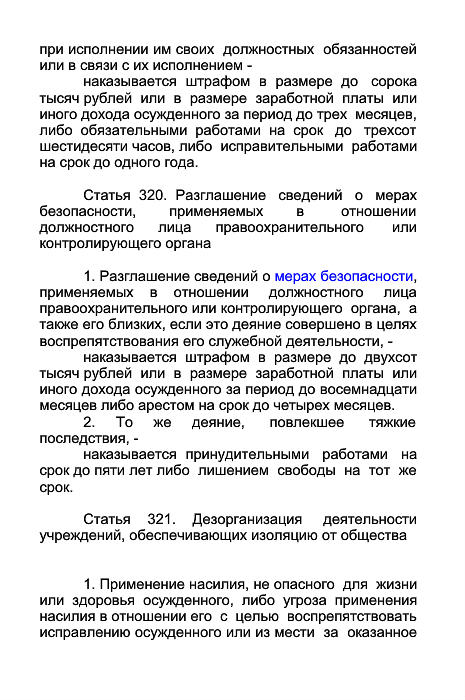 при исполнении им своих должностных обязанностей
или в связи с их исполнением -
наказывается штрафом в размере до сорока
тысяч рублей или в размере заработной платы или
иного дохода осужденного за период до трех месяцев,
либо обязательными работами на срок до трехсот
шестидесяти часов, либо исправительными работами
на срок до одного года.
Статья 320. Разглашение сведений о мерах
безопасности, применяемых в отношении
должностного лица правоохранительного или
контролирующего органа
1. Разглашение сведений о мерах безопасности,
применяемых в отношении должностного лица
правоохранительного или контролирующего органа, а
также его близких, если это деяние совершено в целях
воспрепятствования его служебной деятельности, -
наказывается штрафом в размере до двухсот
тысяч рублей или в размере заработной платы или
иного дохода осужденного за период до восемнадцати
месяцев либо арестом на срок до четырех месяцев.
2. То же деяние, повлекшее тяжкие
последствия, -
наказывается принудительными работами на
срок до пяти лет либо лишением свободы на тот же
срок.
Статья 321. Дезорганизация деятельности
учреждений, обеспечивающих изоляцию от общества
1. Применение насилия, не опасного для жизни
или здоровья осужденного, либо угроза применения
насилия в отношении его с целью воспрепятствовать
исправлению осужденного или из мести за оказанное